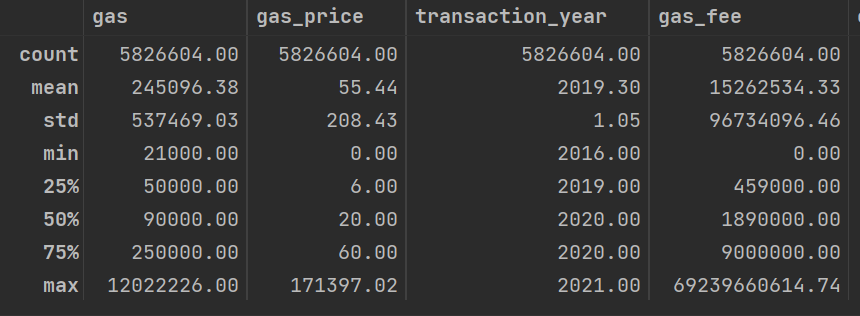 gas gas_price transaction_year gas_fee
count 5826604.00 5826604.00 5826604.00 5826604.00
mean 245096.38 55.44 2019.30 15262534.33
std 537469.03 208.43 1.05 96734096.46
min 21000.00 0.00 2016.00 0.00
25% 50000.00 6.00 2019.00 459000.00
50% 90000.00 20.00 2020.00 1890000.00
75% 250000.00 60.00 2020.00 9000000.00
max 12022226.00 171397.02 2021.00 69239660614.74